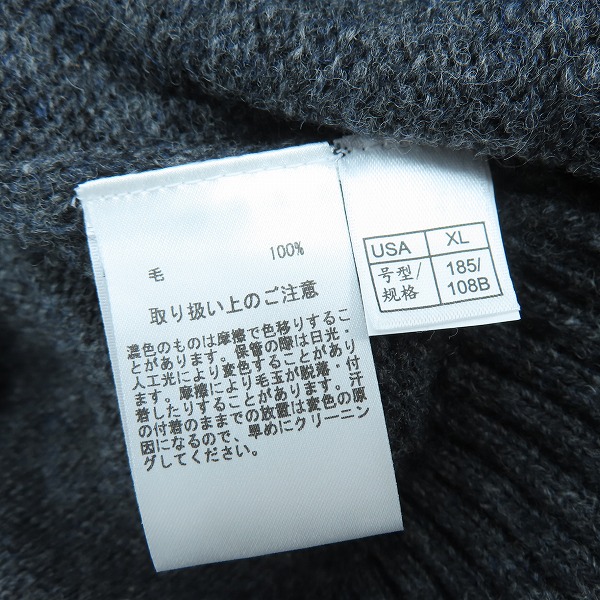 毛 100%
取り扱い上のご注意
濃色のものは摩擦で色移りするこ
とがあります。保管の際は日光・
人工光により変色することがあり
ます。摩擦により毛玉が脱落・付
着したりすることがあります。汗
の付着のままでの放置は変色の原
因になるので、早めにクリーニン
グしてください。
USA XL
号型/ 185/
规格 108B